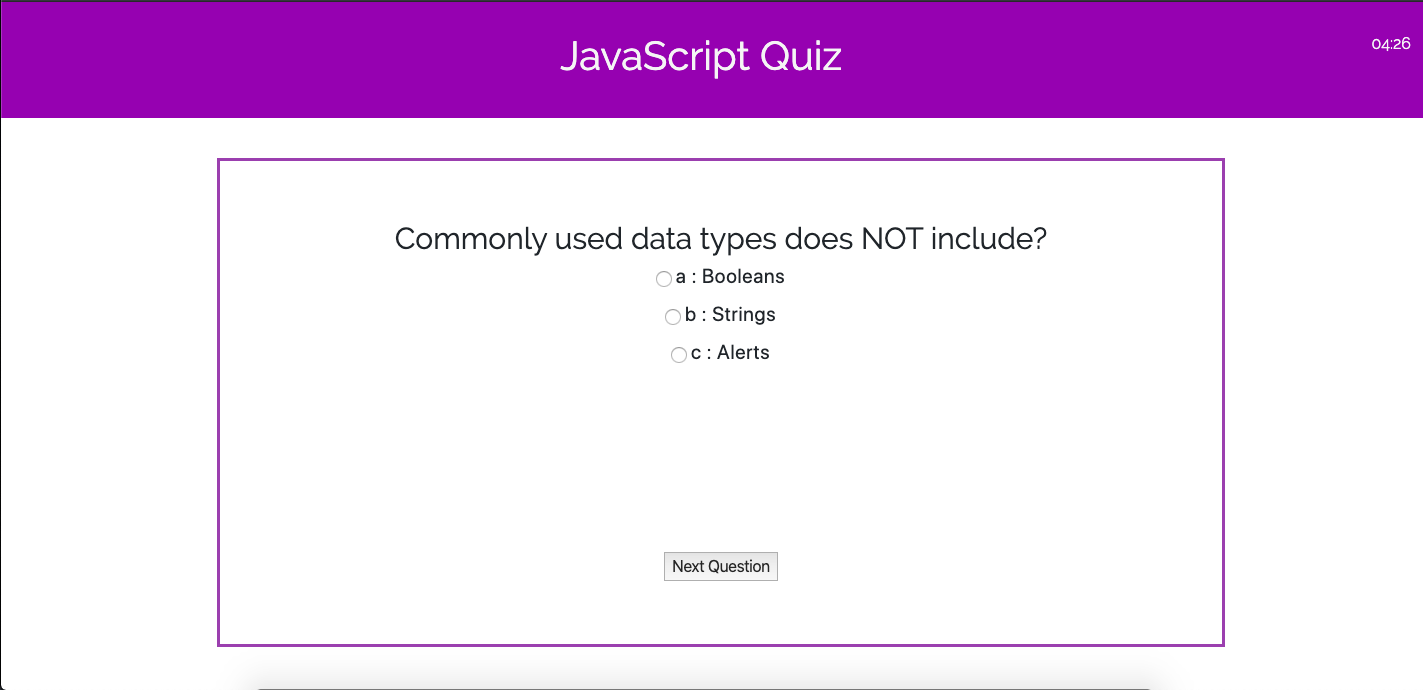 JavaScript Quiz
04:26
Commonly used data types does NOT include?
a : Booleans
b : Strings
c : Alerts
Next Question